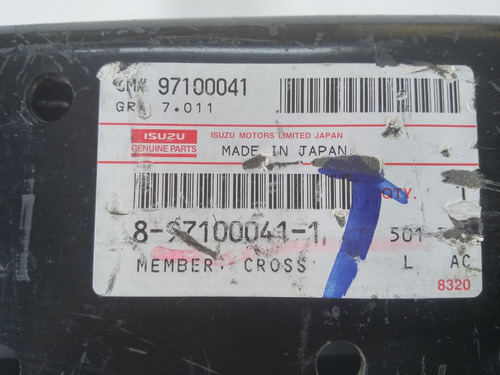 CM# 97100041
GR# 7.011
ISUZU
GENUINE PARTS
ISUZU MOTORS LIMITED JAPAN
MADE IN JAPAN
QTY. 1
8-97100041-1 501
MEMBER; CROSS L AC
8320